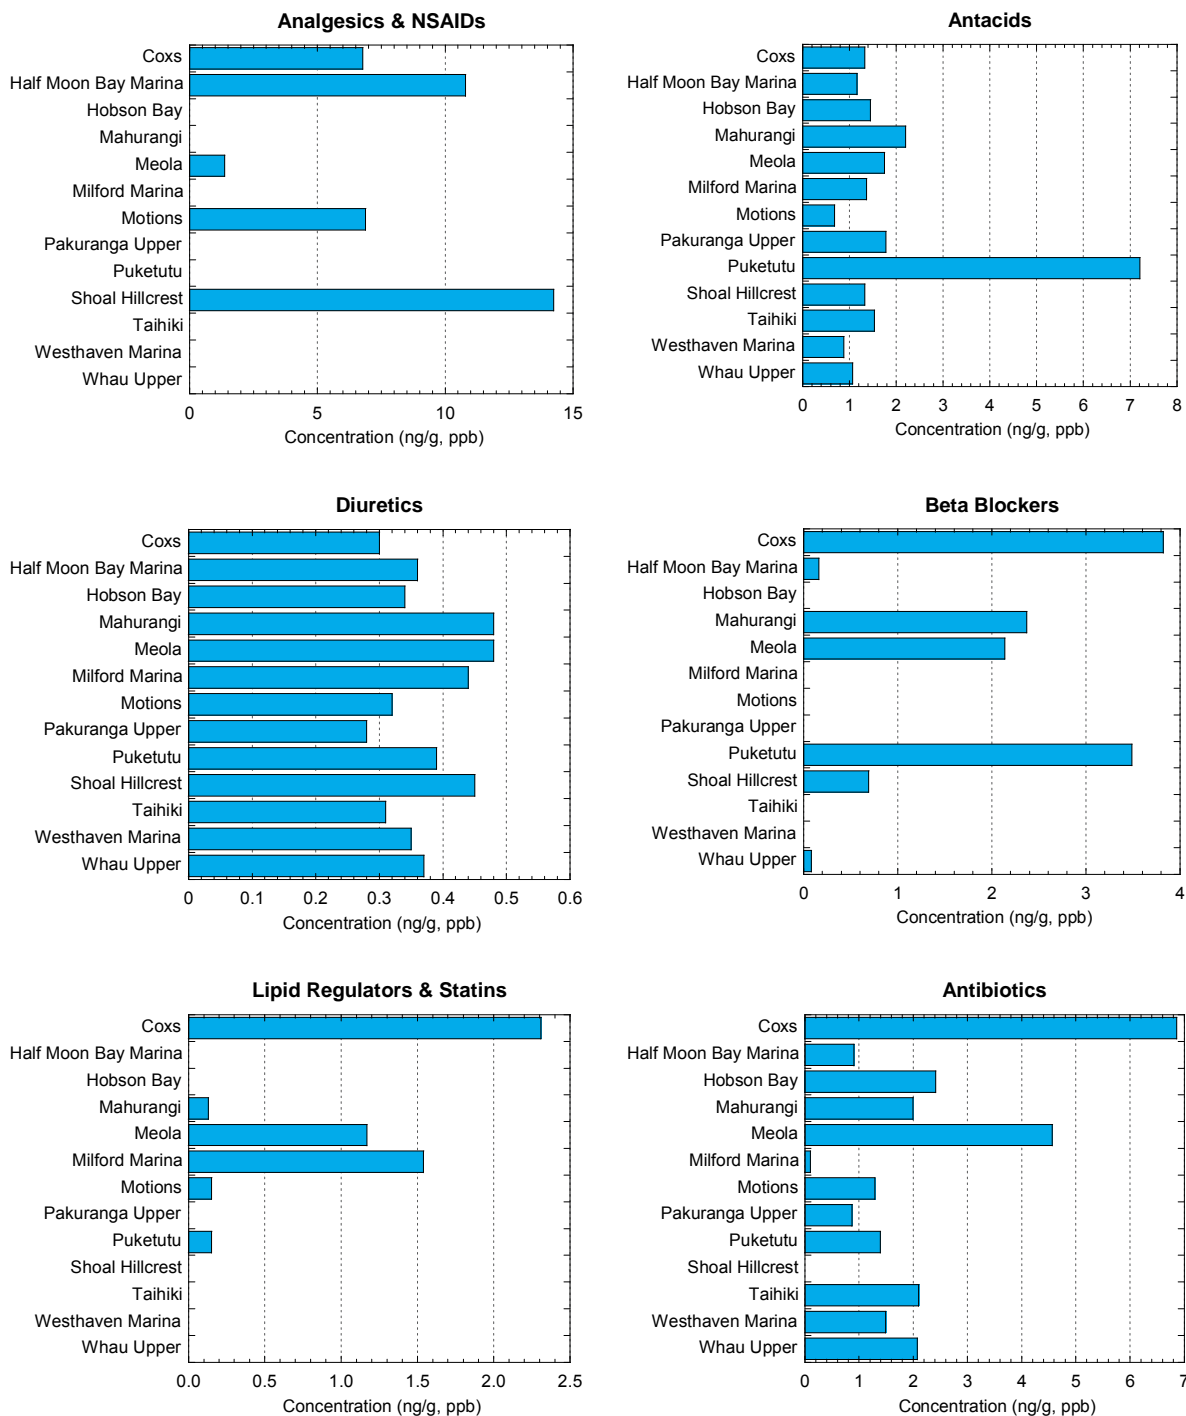 Analgesics & NSAIDs
Coxs
Half Moon Bay Marina
Hobson Bay
Mahurangi
Meola
Milford Marina
Motions
Pakuranga Upper
Puketutu
Shoal Hillcrest
Taihiki
Westhaven Marina
Whau Upper
0 5 10 15
Concentration (ng/g, ppb)
Antacids
Coxs
Half Moon Bay Marina
Hobson Bay
Mahurangi
Meola
Milford Marina
Motions
Pakuranga Upper
Puketutu
Shoal Hillcrest
Taihiki
Westhaven Marina
Whau Upper
0 1 2 3 4 5 6 7 8
Concentration (ng/g, ppb)
Diuretics
Coxs
Half Moon Bay Marina
Hobson Bay
Mahurangi
Meola
Milford Marina
Motions
Pakuranga Upper
Puketutu
Shoal Hillcrest
Taihiki
Westhaven Marina
Whau Upper
0 0.1 0.2 0.3 0.4 0.5 0.6
Concentration (ng/g, ppb)
Beta Blockers
Coxs
Half Moon Bay Marina
Hobson Bay
Mahurangi
Meola
Milford Marina
Motions
Pakuranga Upper
Puketutu
Shoal Hillcrest
Taihiki
Westhaven Marina
Whau Upper
0 1 2 3 4
Concentration (ng/g, ppb)
Lipid Regulators & Statins
Coxs
Half Moon Bay Marina
Hobson Bay
Mahurangi
Meola
Milford Marina
Motions
Pakuranga Upper
Puketutu
Shoal Hillcrest
Taihiki
Westhaven Marina
Whau Upper
0.0 0.5 1.0 1.5 2.0 2.5
Concentration (ng/g, ppb)
Antibiotics
Coxs
Half Moon Bay Marina
Hobson Bay
Mahurangi
Meola
Milford Marina
Motions
Pakuranga Upper
Puketutu
Shoal Hillcrest
Taihiki
Westhaven Marina
Whau Upper
0 1 2 3 4 5 6 7
Concentration (ng/g, ppb)